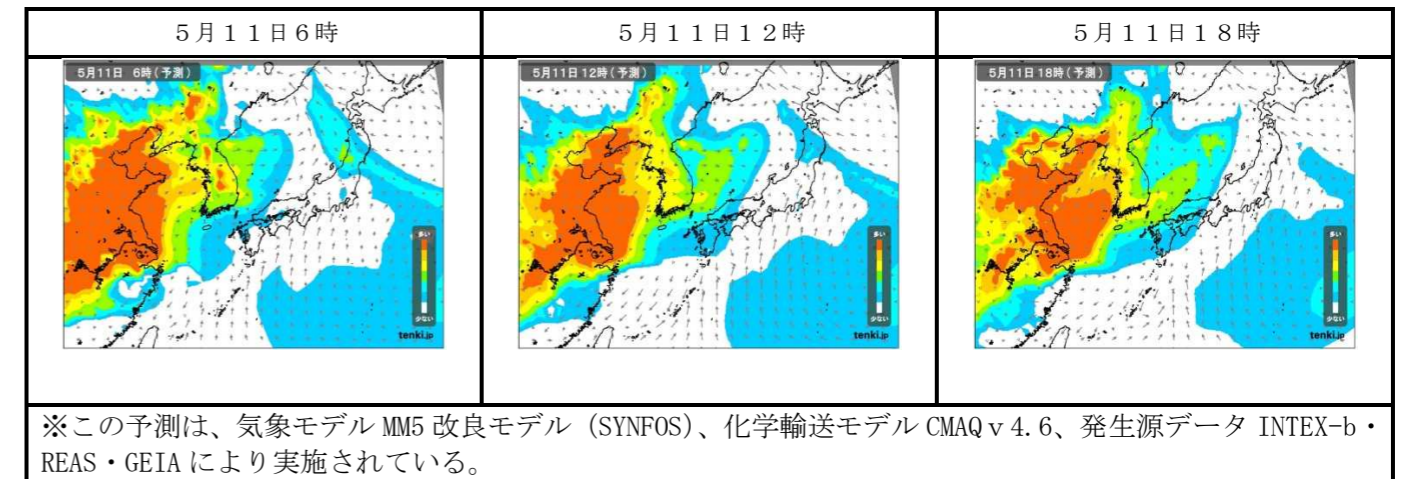 ５月１１日６時
５月１１日１２時
５月１１日１８時
5月11日 6時(予測)
5月11日 12時(予測)
5月11日 18時(予測)
多い
少ない
tenki.jp
多い
少ない
tenki.jp
多い
少ない
tenki.jp
※この予測は、気象モデル MM5 改良モデル (SYNFOS)、化学輸送モデル CMAQｖ4.6、発生源データ INTEX-b・
REAS・GEIA により実施されている。